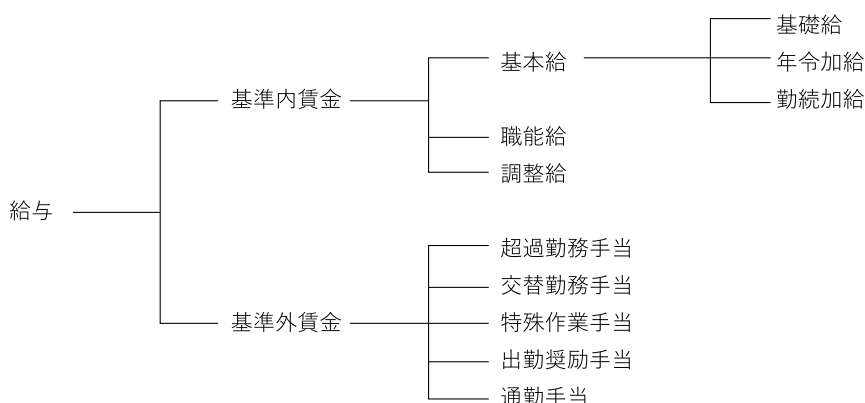 給与
基準内賃金
基本給
基礎給
年令加給
勤続加給
職能給
調整給
基準外賃金
超過勤務手当
交替勤務手当
特殊作業手当
出勤奨励手当
通勤手当